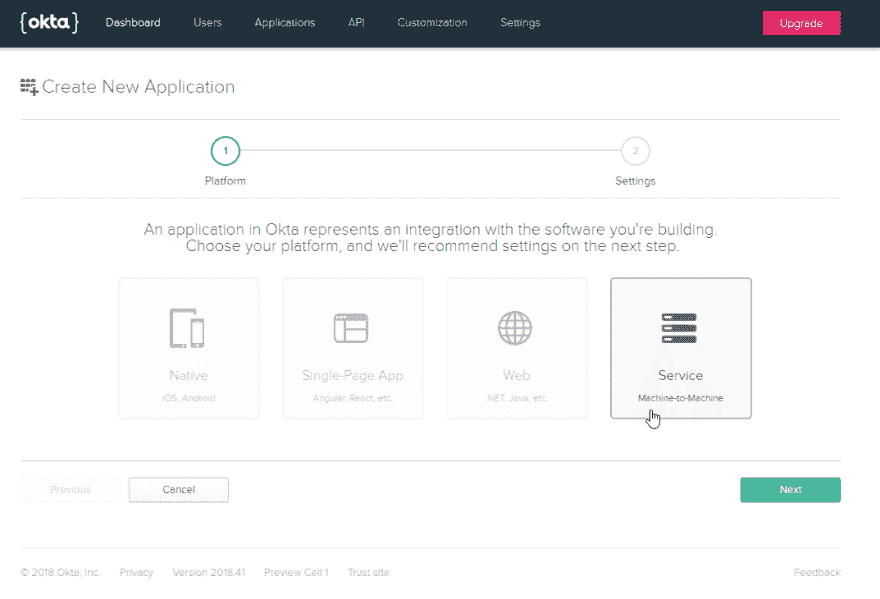 {okta} Dashboard Users Applications API Customization Settings Upgrade
Create New Application
1 2
Platform Settings
An application in Okta represents an integration with the software you're building.
Choose your platform, and we'll recommend settings on the next step.
Native Single-Page App Web Service
iOS, Android Angular, React, etc. .NET, Java, etc. Machine-to-Machine
Previous Cancel Next
© 2018 Okta, Inc. Privacy Version 2018.41 Preview Cell 1 Trust site Feedback